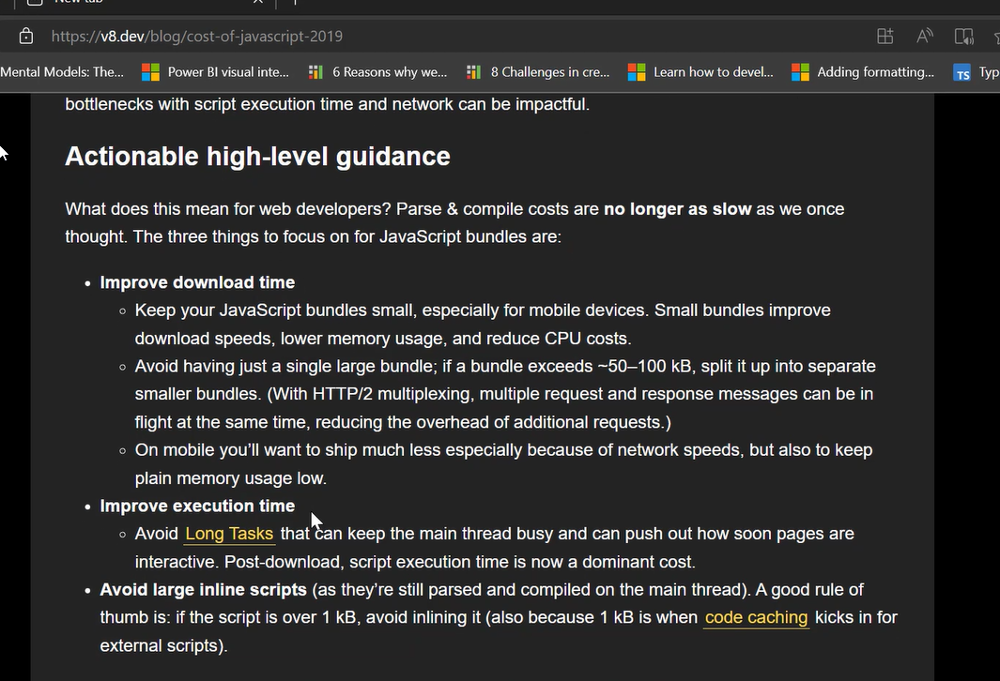 New tab
https://v8.dev/blog/cost-of-javascript-2019
Mental Models: The... Power BI visual inte... 6 Reasons why we... 8 Challenges in cre... Learn how to devel... Adding formatting... TS Typ
bottlenecks with script execution time and network can be impactful.
Actionable high-level guidance
What does this mean for web developers? Parse & compile costs are no longer as slow as we once
thought. The three things to focus on for JavaScript bundles are:
• Improve download time
◦ Keep your JavaScript bundles small, especially for mobile devices. Small bundles improve
download speeds, lower memory usage, and reduce CPU costs.
◦ Avoid having just a single large bundle; if a bundle exceeds ~50–100 kB, split it up into separate
smaller bundles. (With HTTP/2 multiplexing, multiple request and response messages can be in
flight at the same time, reducing the overhead of additional requests.)
◦ On mobile you’ll want to ship much less especially because of network speeds, but also to keep
plain memory usage low.
• Improve execution time
◦ Avoid Long Tasks that can keep the main thread busy and can push out how soon pages are
interactive. Post-download, script execution time is now a dominant cost.
• Avoid large inline scripts (as they’re still parsed and compiled on the main thread). A good rule of
thumb is: if the script is over 1 kB, avoid inlining it (also because 1 kB is when code caching kicks in for
external scripts).